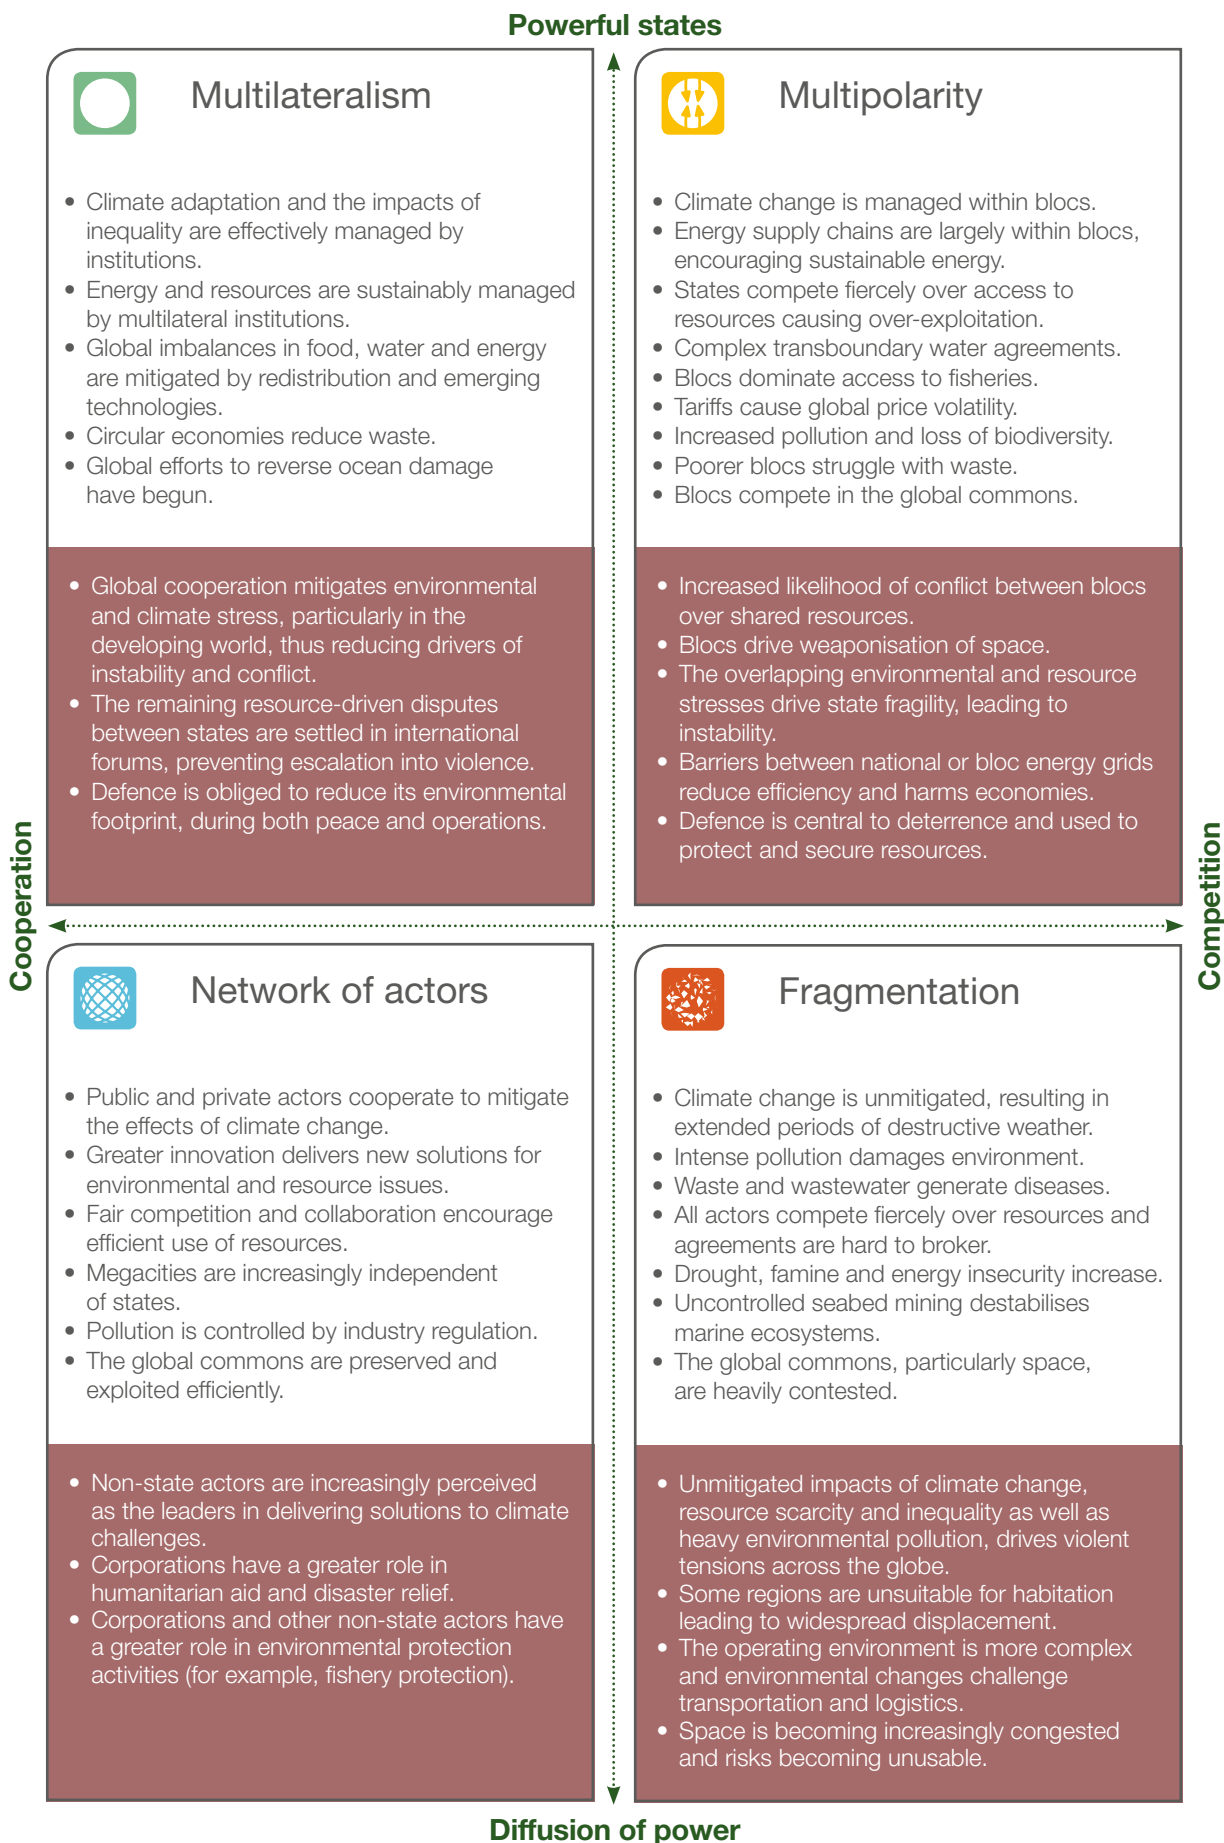 Powerful states
Multilateralism
• Climate adaptation and the impacts of
inequality are effectively managed by
institutions.
• Energy and resources are sustainably managed
by multilateral institutions.
• Global imbalances in food, water and energy
are mitigated by redistribution and emerging
technologies.
• Circular economies reduce waste.
• Global efforts to reverse ocean damage
have begun.
• Global cooperation mitigates environmental
and climate stress, particularly in the
developing world, thus reducing drivers of
instability and conflict.
• The remaining resource-driven disputes
between states are settled in international
forums, preventing escalation into violence.
• Defence is obliged to reduce its environmental
footprint, during both peace and operations.
Multipolarity
• Climate change is managed within blocs.
• Energy supply chains are largely within blocs,
encouraging sustainable energy.
• States compete fiercely over access to
resources causing over-exploitation.
• Complex transboundary water agreements.
• Blocs dominate access to fisheries.
• Tariffs cause global price volatility.
• Increased pollution and loss of biodiversity.
• Poorer blocs struggle with waste.
• Blocs compete in the global commons.
• Increased likelihood of conflict between blocs
over shared resources.
• Blocs drive weaponisation of space.
• The overlapping environmental and resource
stresses drive state fragility, leading to
instability.
• Barriers between national or bloc energy grids
reduce efficiency and harms economies.
• Defence is central to deterrence and used to
protect and secure resources.
Cooperation
Competition
Network of actors
• Public and private actors cooperate to mitigate
the effects of climate change.
• Greater innovation delivers new solutions for
environmental and resource issues.
• Fair competition and collaboration encourage
efficient use of resources.
• Megacities are increasingly independent
of states.
• Pollution is controlled by industry regulation.
• The global commons are preserved and
exploited efficiently.
• Non-state actors are increasingly perceived
as the leaders in delivering solutions to climate
challenges.
• Corporations have a greater role in
humanitarian aid and disaster relief.
• Corporations and other non-state actors have
a greater role in environmental protection
activities (for example, fishery protection).
Fragmentation
• Climate change is unmitigated, resulting in
extended periods of destructive weather.
• Intense pollution damages environment.
• Waste and wastewater generate diseases.
• All actors compete fiercely over resources and
agreements are hard to broker.
• Drought, famine and energy insecurity increase.
• Uncontrolled seabed mining destabilises
marine ecosystems.
• The global commons, particularly space,
are heavily contested.
• Unmitigated impacts of climate change,
resource scarcity and inequality as well as
heavy environmental pollution, drives violent
tensions across the globe.
• Some regions are unsuitable for habitation
leading to widespread displacement.
• The operating environment is more complex
and environmental changes challenge
transportation and logistics.
• Space is becoming increasingly congested
and risks becoming unusable.
Diffusion of power